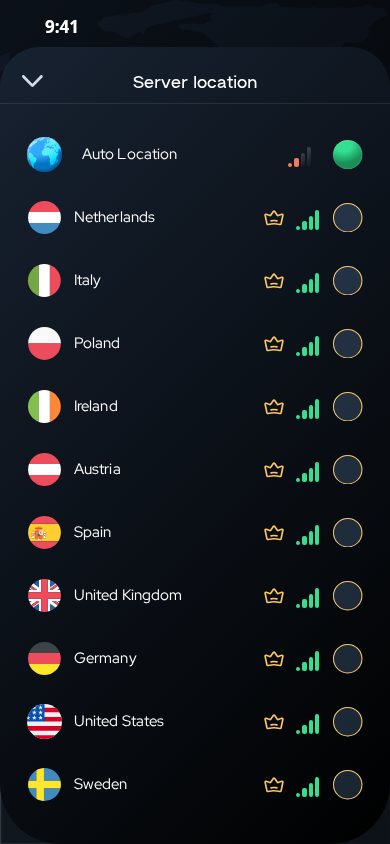 9:41
Server location
Auto Location
Netherlands
Italy
Poland
Ireland
Austria
Spain
United Kingdom
Germany
United States
Sweden